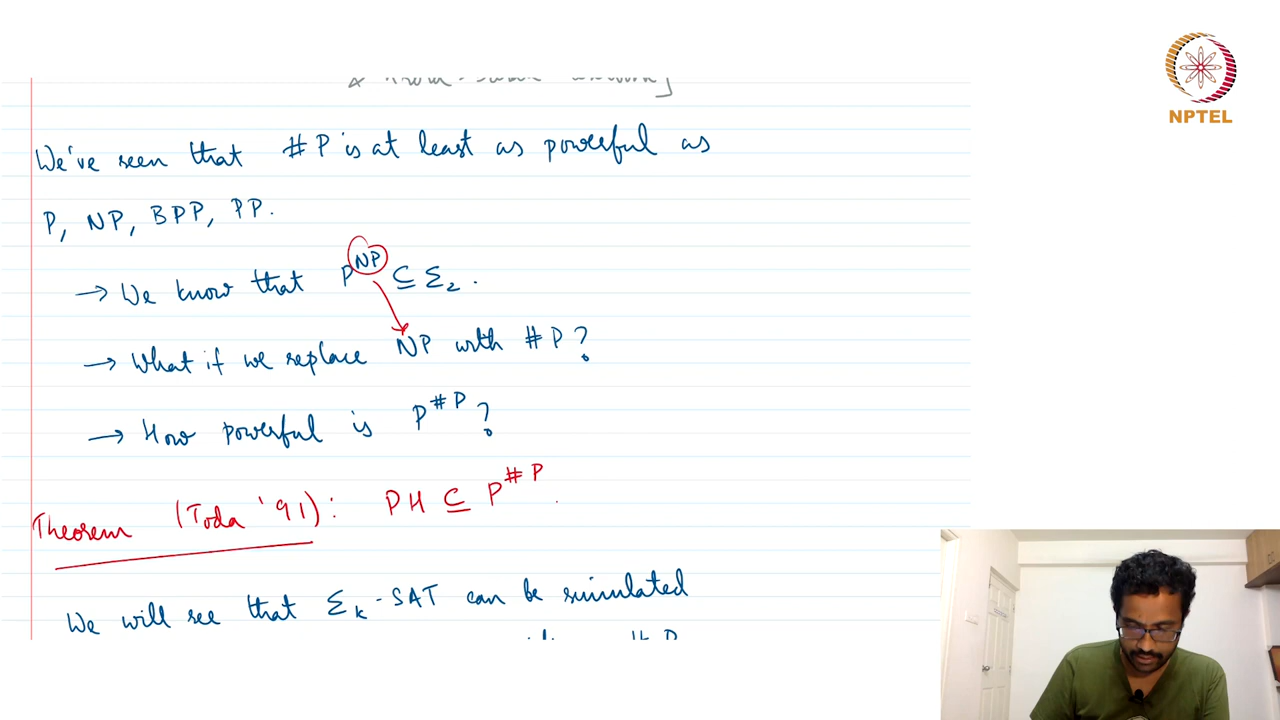 We've seen that #P is at least as powerful as
P, NP, BPP, PP.
→ We know that P^NP ⊆ Σ₂.
→ What if we replace NP with #P?
→ How powerful is P^#P?
Theorem (Toda '91): PH ⊆ P^#P.
We will see that Σₖ-SAT can be simulated
NPTEL